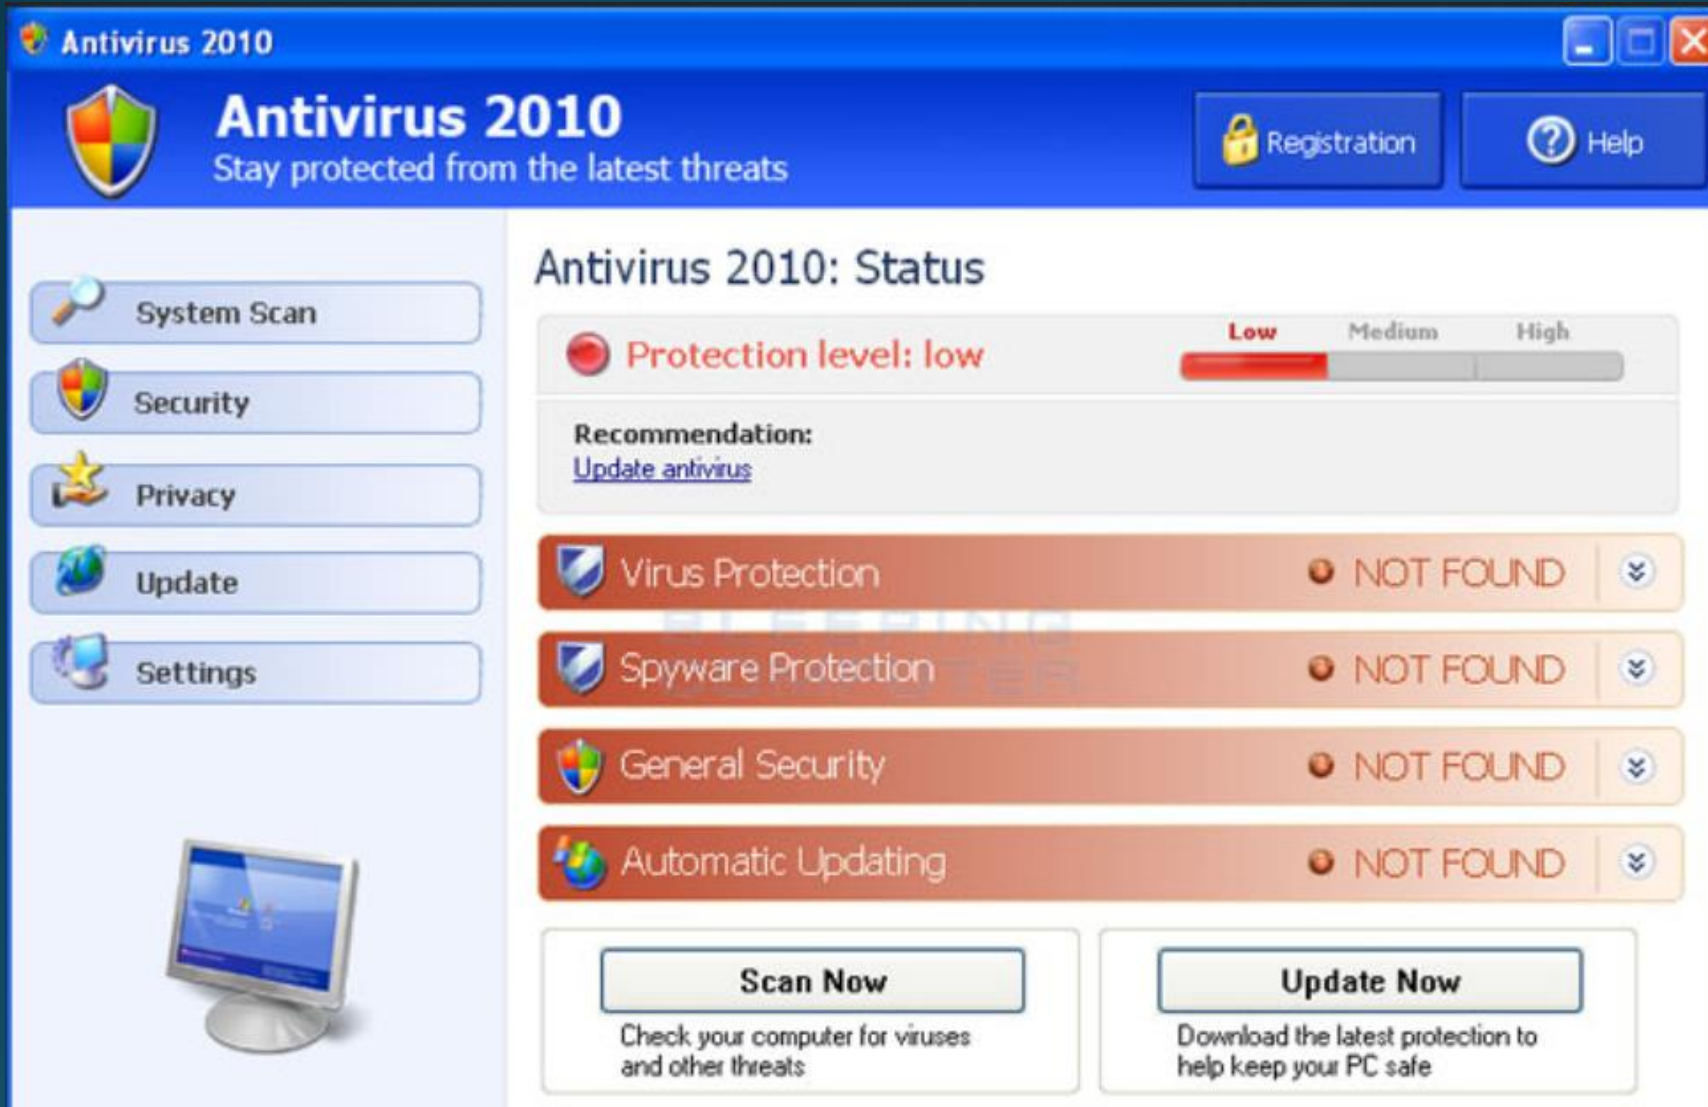 Antivirus 2010
Antivirus 2010
Stay protected from the latest threats
Registration
Help
System Scan
Security
Privacy
Update
Settings
Antivirus 2010: Status
Protection level: low
Low Medium High
Recommendation:
Update antivirus
Virus Protection NOT FOUND
BLEEPING
COMPUTER
Spyware Protection NOT FOUND
General Security NOT FOUND
Automatic Updating NOT FOUND
Scan Now
Check your computer for viruses
and other threats
Update Now
Download the latest protection to
help keep your PC safe